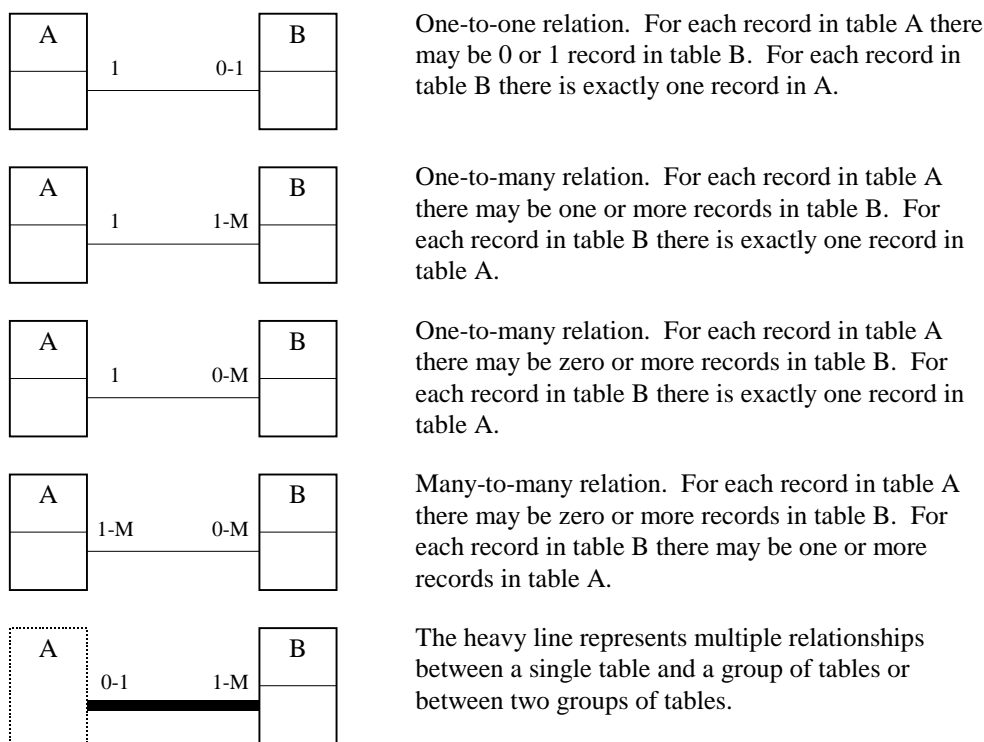 A
B
1
0-1
One-to-one relation. For each record in table A there
may be 0 or 1 record in table B. For each record in
table B there is exactly one record in A.
A
B
1
1-M
One-to-many relation. For each record in table A
there may be one or more records in table B. For
each record in table B there is exactly one record in
table A.
A
B
1
0-M
One-to-many relation. For each record in table A
there may be zero or more records in table B. For
each record in table B there is exactly one record in
table A.
A
B
1-M
0-M
Many-to-many relation. For each record in table A
there may be zero or more records in table B. For
each record in table B there may be one or more
records in table A.
A
B
0-1
1-M
The heavy line represents multiple relationships
between a single table and a group of tables or
between two groups of tables.